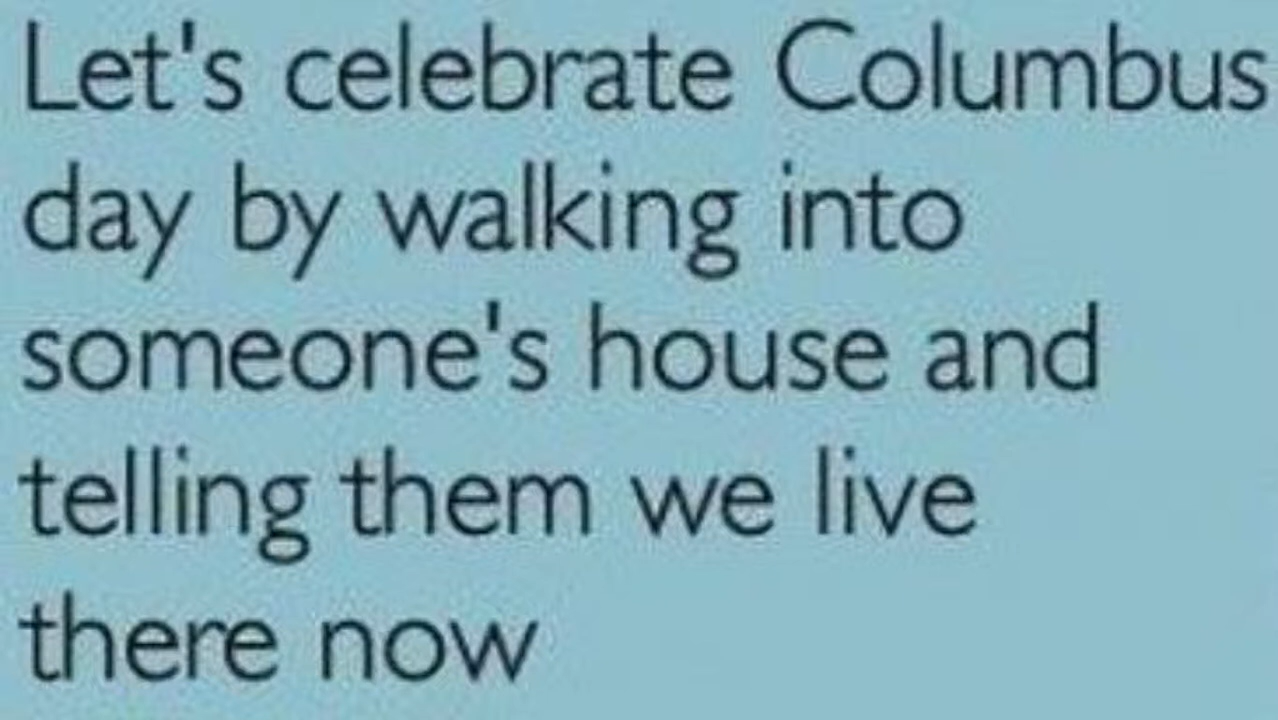 Let's celebrate Columbus
day by walking into
someone's house and
telling them we live
there now